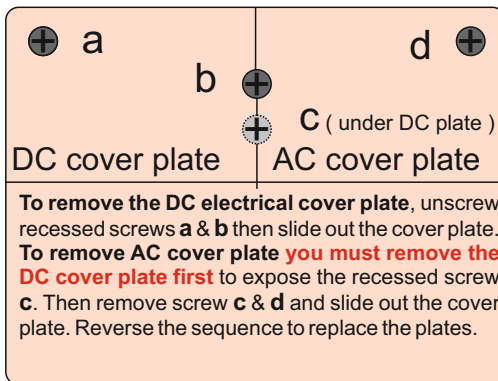 a
d
b
c ( under DC plate )
DC cover plate AC cover plate
To remove the DC electrical cover plate, unscrew
recessed screws a & b then slide out the cover plate.
To remove AC cover plate you must remove the
DC cover plate first to expose the recessed screw
c. Then remove screw c & d and slide out the cover
plate. Reverse the sequence to replace the plates.